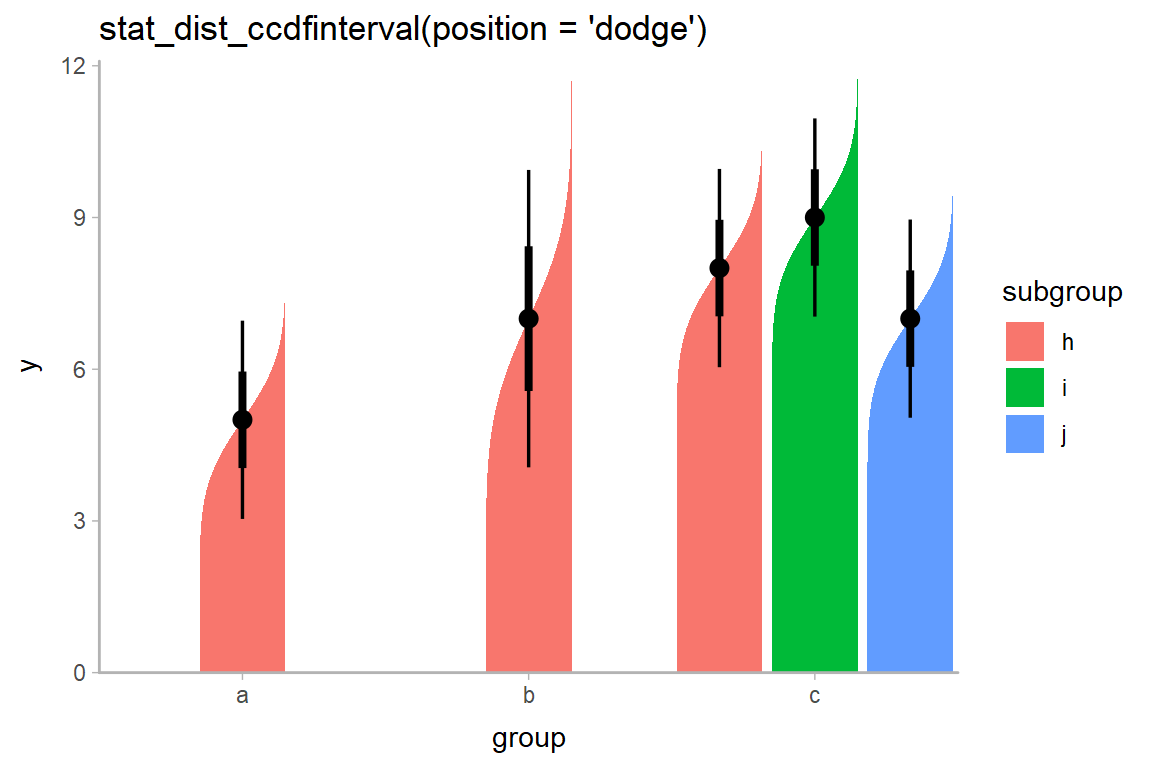 stat_dist_ccdfinterval(position = 'dodge')
12
9
6
3
0
y
a
b
c
group
subgroup
h
i
j